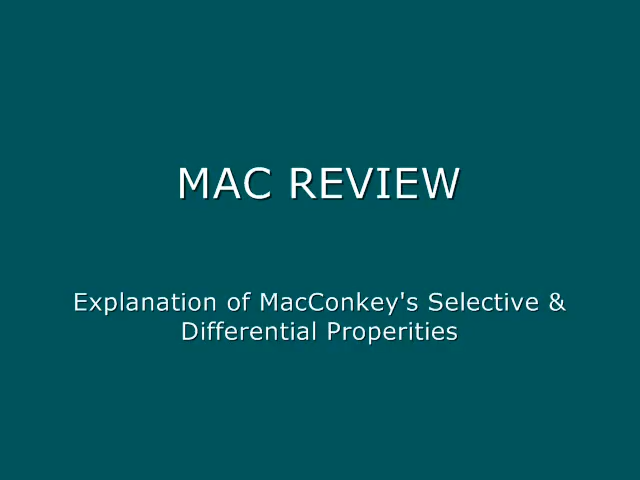 MAC REVIEW
Explanation of MacConkey's Selective &
Differential Properities